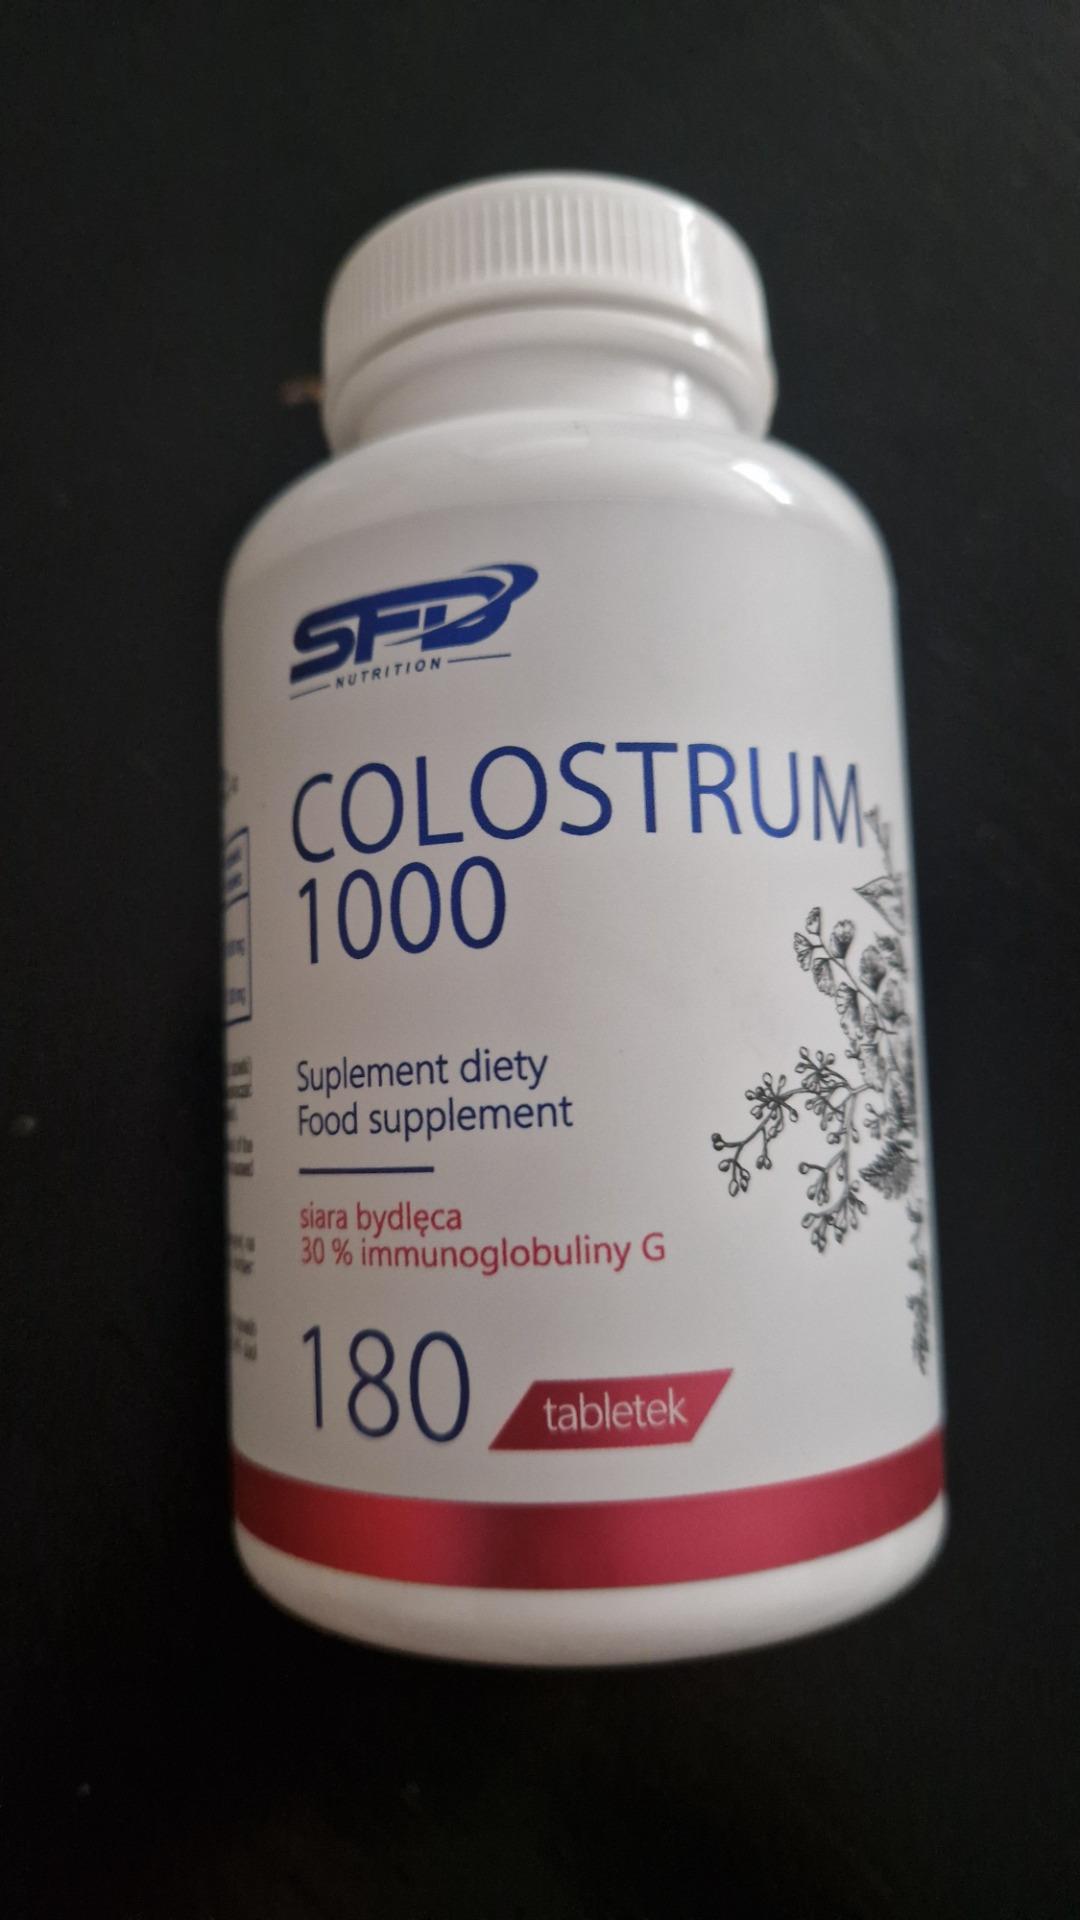 SFD
NUTRITION
COLOSTRUM
1000
Suplement diety
Food supplement
siara bydlęca
30 % immunoglobuliny G
180
tabletek